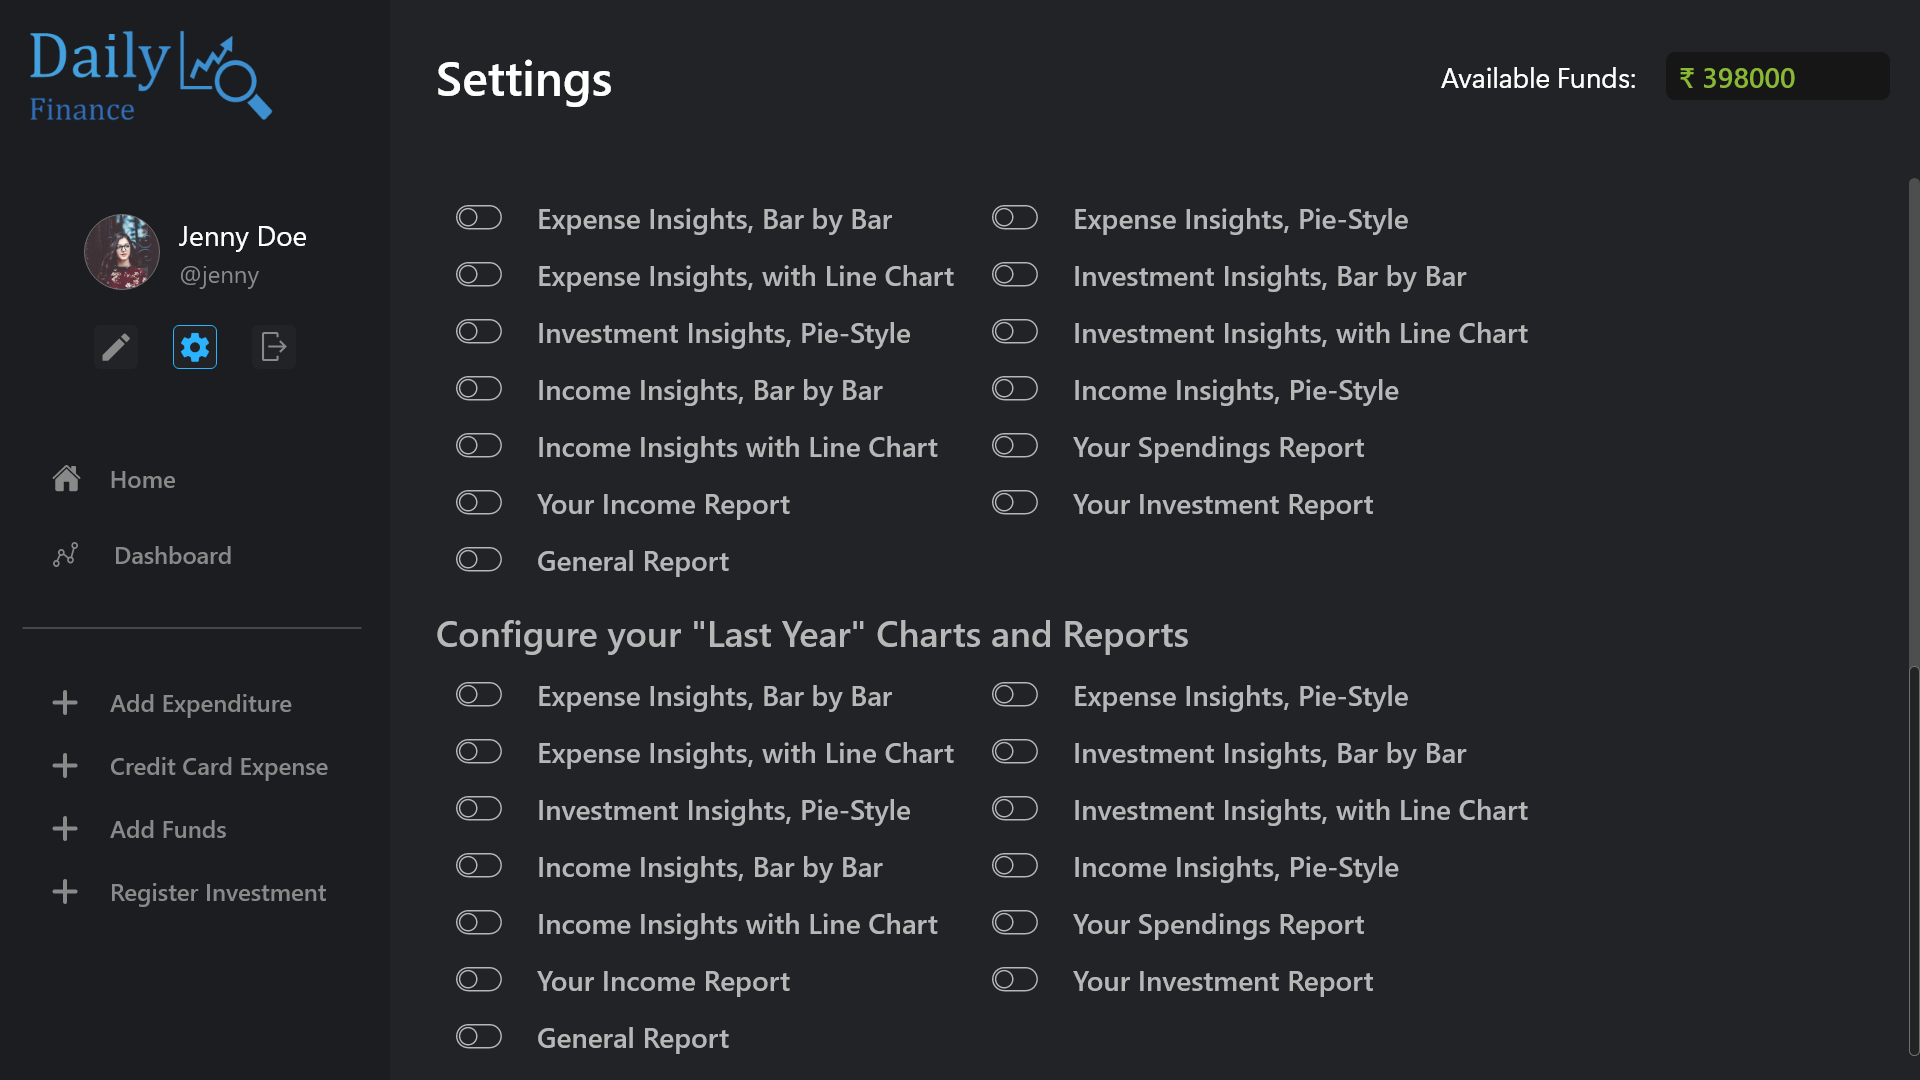 Daily
Finance
Settings
Available Funds:
₹ 398000
Jenny Doe
@jenny
Home
Dashboard
Add Expenditure
Credit Card Expense
Add Funds
Register Investment
Expense Insights, Bar by Bar
Expense Insights, Pie-Style
Expense Insights, with Line Chart
Investment Insights, Bar by Bar
Investment Insights, Pie-Style
Investment Insights, with Line Chart
Income Insights, Bar by Bar
Income Insights, Pie-Style
Income Insights with Line Chart
Your Spendings Report
Your Income Report
Your Investment Report
General Report
Configure your "Last Year" Charts and Reports
Expense Insights, Bar by Bar
Expense Insights, Pie-Style
Expense Insights, with Line Chart
Investment Insights, Bar by Bar
Investment Insights, Pie-Style
Investment Insights, with Line Chart
Income Insights, Bar by Bar
Income Insights, Pie-Style
Income Insights with Line Chart
Your Spendings Report
Your Income Report
Your Investment Report
General Report